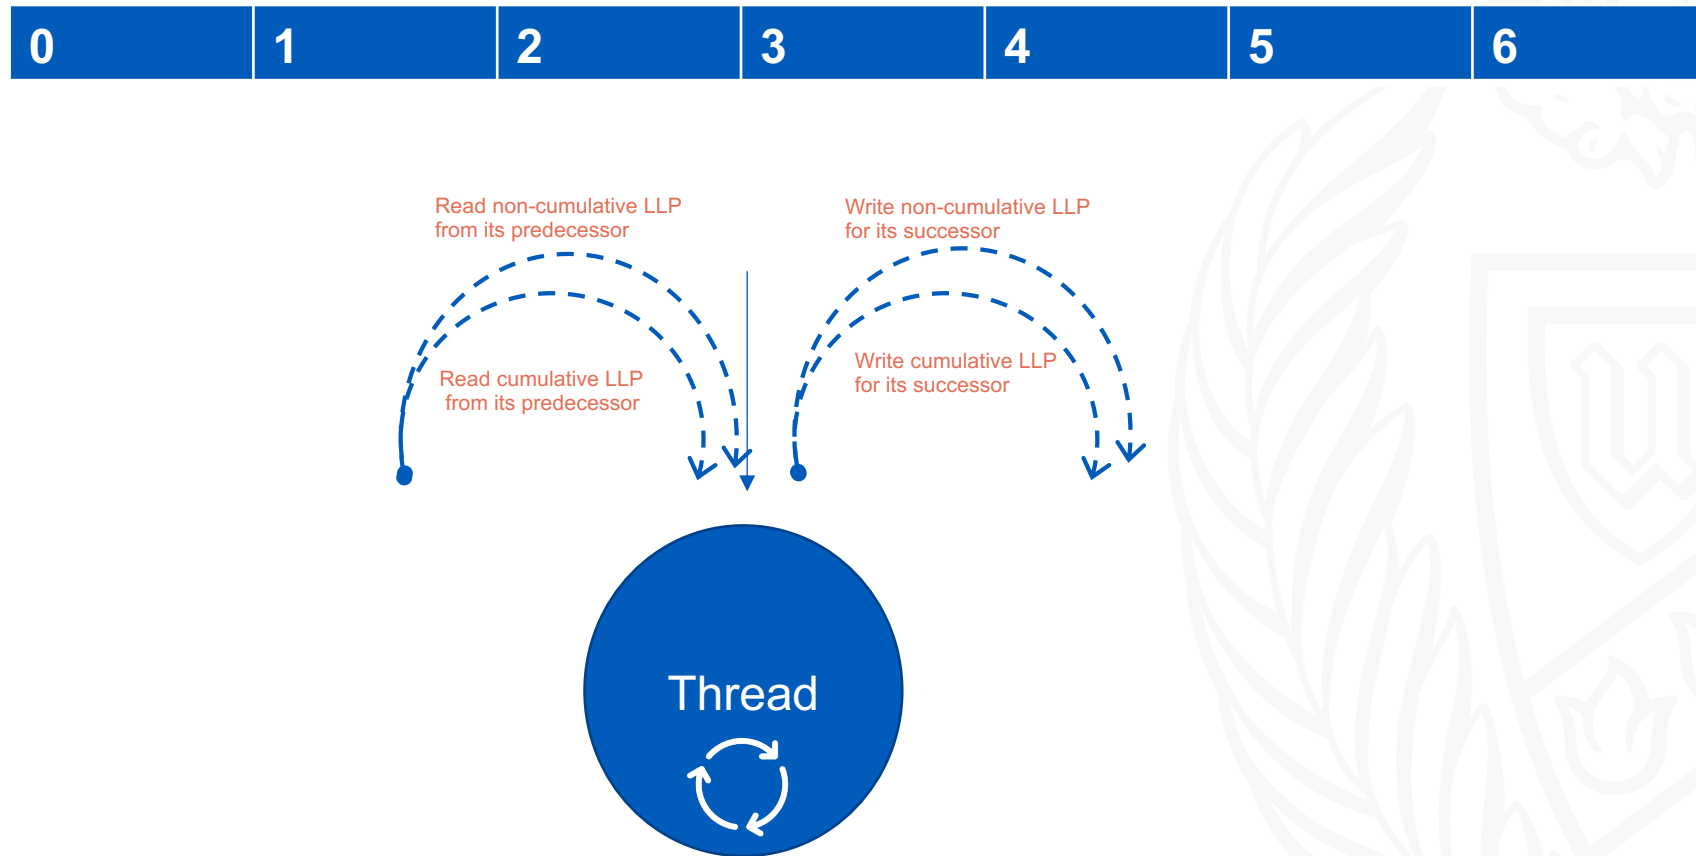 0 1 2 3 4 5 6
Read non-cumulative LLP
from its predecessor
Write non-cumulative LLP
for its successor
Read cumulative LLP
from its predecessor
Write cumulative LLP
for its successor
Thread